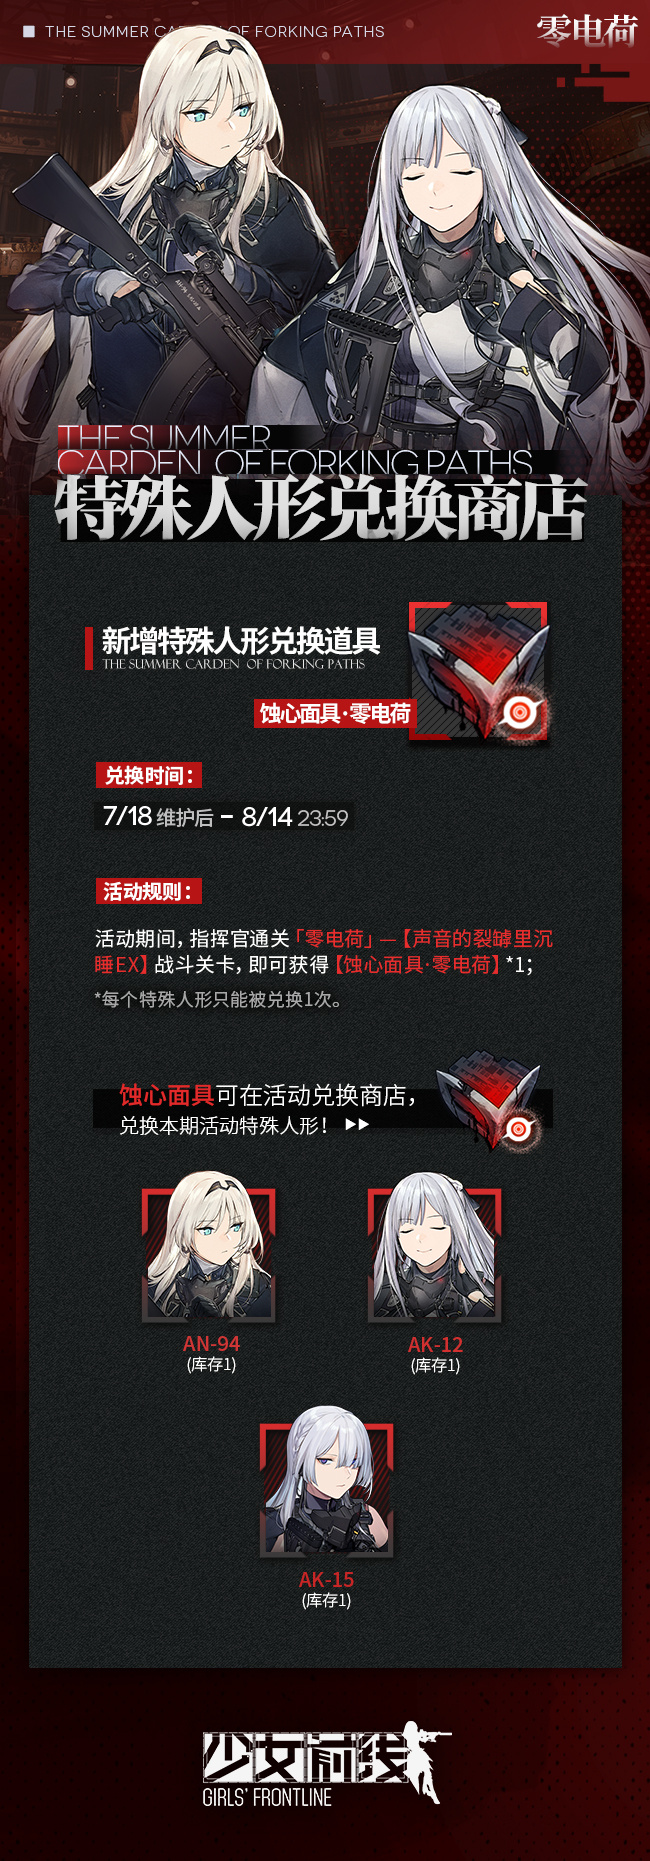 THE SUMMER CARDEN OF FORKING PATHS
零电荷
THE SUMMER
CARDEN OF FORKING PATHS
特殊人形兑换商店
新增特殊人形兑换道具
THE SUMMER CARDEN OF FORKING PATHS
蚀心面具·零电荷
兑换时间：
7/18 维护后 - 8/14 23:59
活动规则：
活动期间，指挥官通关「零电荷」—【声音的裂罅里沉
睡EX】战斗关卡，即可获得【蚀心面具·零电荷】*1；
*每个特殊人形只能被兑换1次。
蚀心面具可在活动兑换商店，
兑换本期活动特殊人形！
AN-94
(库存1)
AK-12
(库存1)
AK-15
(库存1)
少女前线
GIRLS' FRONTLINE